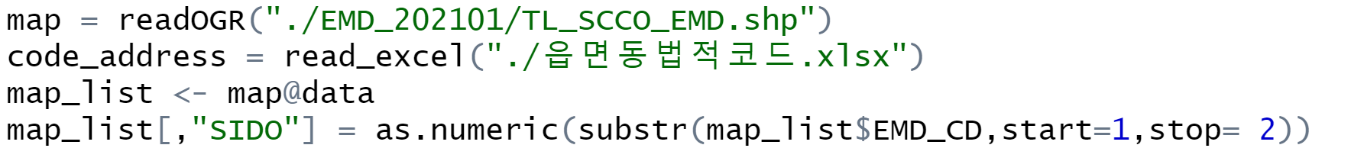 map = readOGR("./EMD_202101/TL_SCCO_EMD.shp")
code_address = read_excel("./읍면동법적코드.xlsx")
map_list <- map@data
map_list[,"SIDO"] = as.numeric(substr(map_list$EMD_CD,start=1,stop= 2))